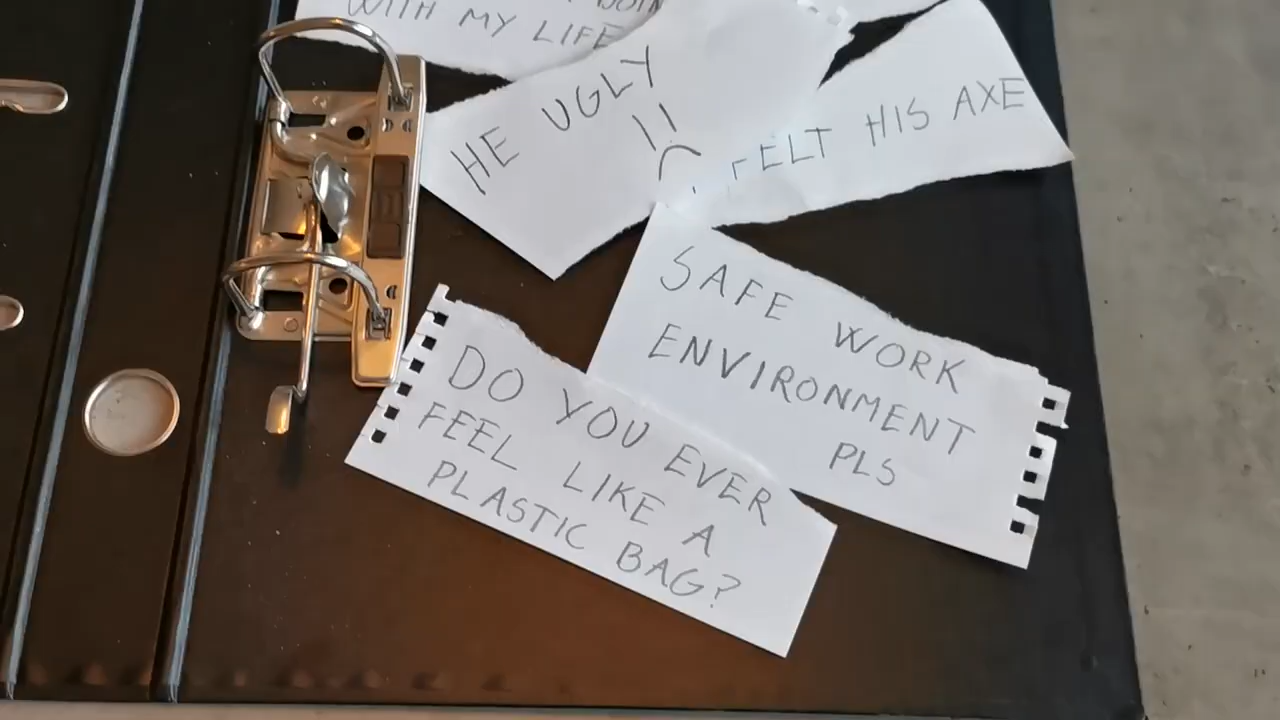 WITH MY LIFE
HE UGLY
FELT HIS AXE
SAFE WORK
ENVIRONMENT
PLS
DO YOU EVER
FEEL LIKE A
PLASTIC BAG?